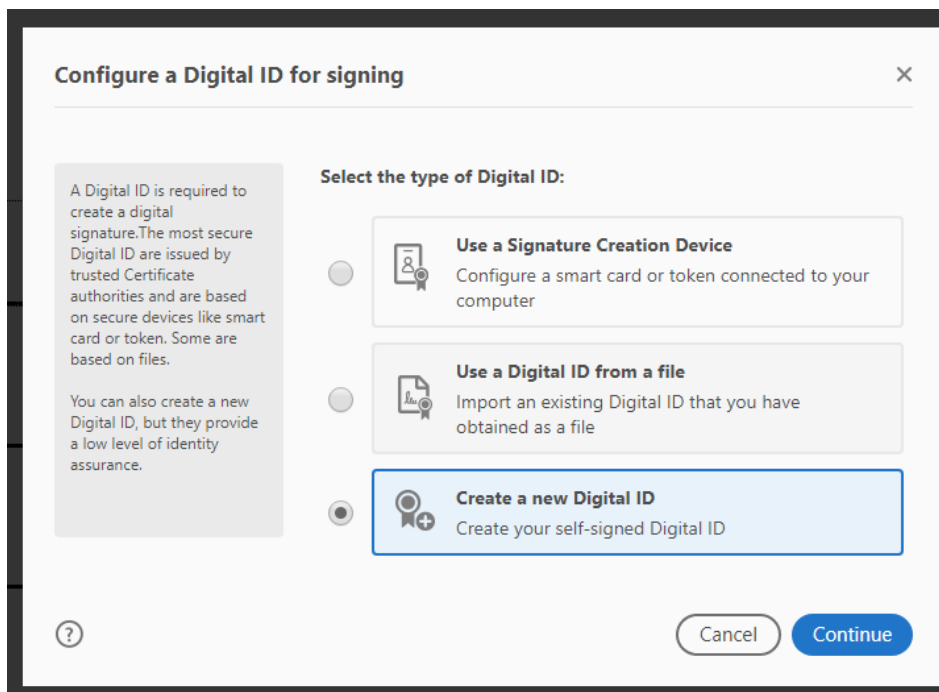 Configure a Digital ID for signing
A Digital ID is required to
create a digital
signature.The most secure
Digital ID are issued by
trusted Certificate
authorities and are based
on secure devices like smart
card or token. Some are
based on files.
You can also create a new
Digital ID, but they provide
a low level of identity
assurance.
Select the type of Digital ID:
Use a Signature Creation Device
Configure a smart card or token connected to your
computer
Use a Digital ID from a file
Import an existing Digital ID that you have
obtained as a file
Create a new Digital ID
Create your self-signed Digital ID
?
Cancel
Continue